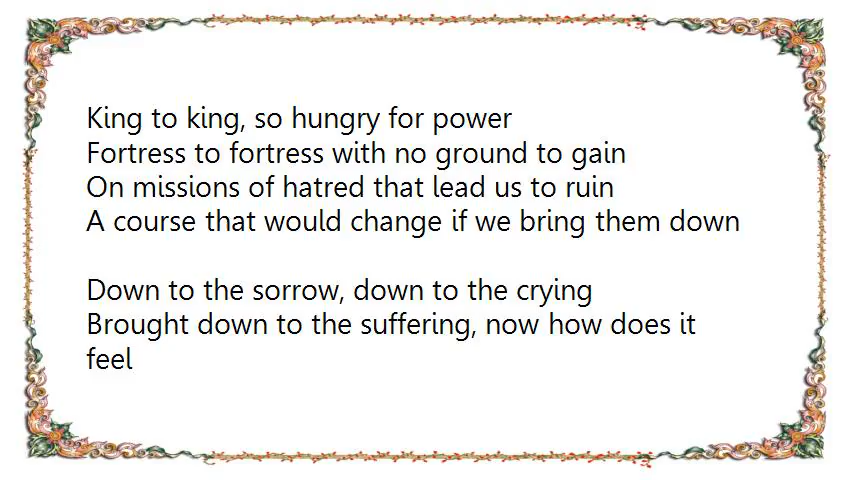 King to king, so hungry for power
Fortress to fortress with no ground to gain
On missions of hatred that lead us to ruin
A course that would change if we bring them down
Down to the sorrow, down to the crying
Brought down to the suffering, now how does it
feel